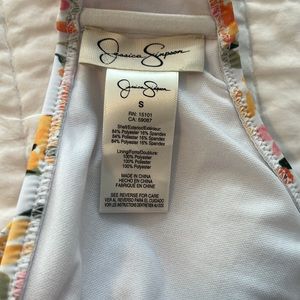 Jessica Simpson
Jessica Simpson
S
RN: 15101
CA: 59087
Shell/Exterior/Extérieur:
84% Polyester 16% Spandex
84% Poliéster 16% Spandex
84% Polyester 16% Spandex
Lining/Forro/Doublure:
100% Polyester
100% Poliéster
100% Polyester
MADE IN CHINA
HECHO EN CHINA
FABRIQUÉ EN CHINE
SEE REVERSE FOR CARE